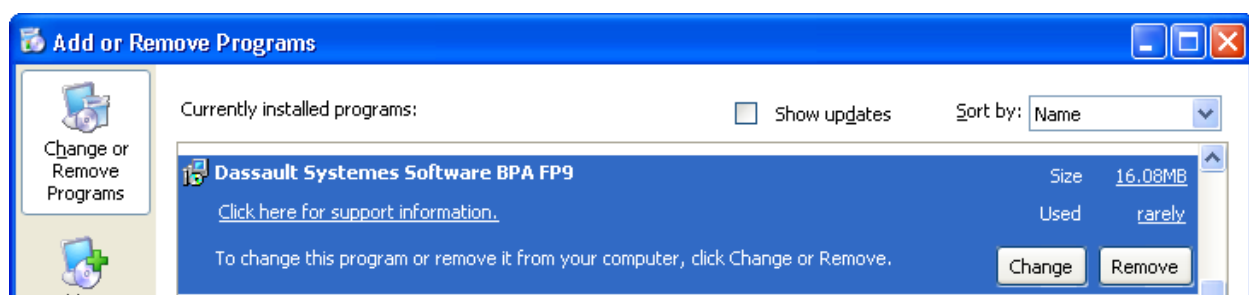 Add or Remove Programs
Change or Remove Programs
Currently installed programs:
Show updates
Sort by: Name
Dassault Systemes Software BPA FP9
Size 16.08MB
Click here for support information.
Used rarely
To change this program or remove it from your computer, click Change or Remove.
Change
Remove